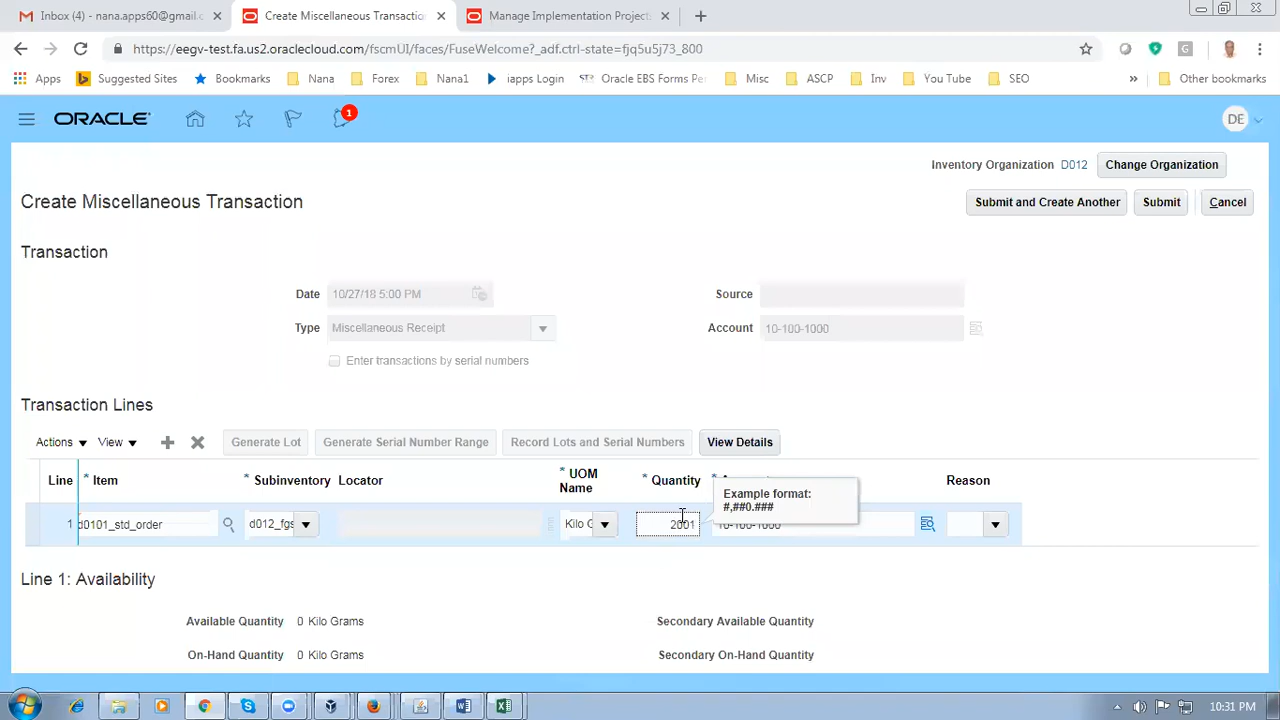 Inbox (4) - nana.apps60@gmail.c
Create Miscellaneous Transactio
Manage Implementation Project
https://eegv-test.fa.us2.oraclecloud.com/fscmUI/faces/FuseWelcome?_adf.ctrl-state=fjq5u5j73_800
Apps Suggested Sites Bookmarks Nana Forex Nana1 iapps Login Oracle EBS Forms Pe Misc ASCP Inv You Tube SEO » Other bookmarks
ORACLE 1 DE
Inventory Organization D012 Change Organization
Create Miscellaneous Transaction Submit and Create Another Submit Cancel
Transaction
Date 10/27/18 5:00 PM Source
Type Miscellaneous Receipt Account 10-100-1000
Enter transactions by serial numbers
Transaction Lines
Actions View Generate Lot Generate Serial Number Range Record Lots and Serial Numbers View Details
Line * Item * Subinventory Locator * UOM Name * Quantity * Reason
Example format:
#,##0.###
1 d0101_std_order d012_fgs Kilo G 2001 10-100-1000
Line 1: Availability
Available Quantity 0 Kilo Grams Secondary Available Quantity
On-Hand Quantity 0 Kilo Grams Secondary On-Hand Quantity
10:31 PM